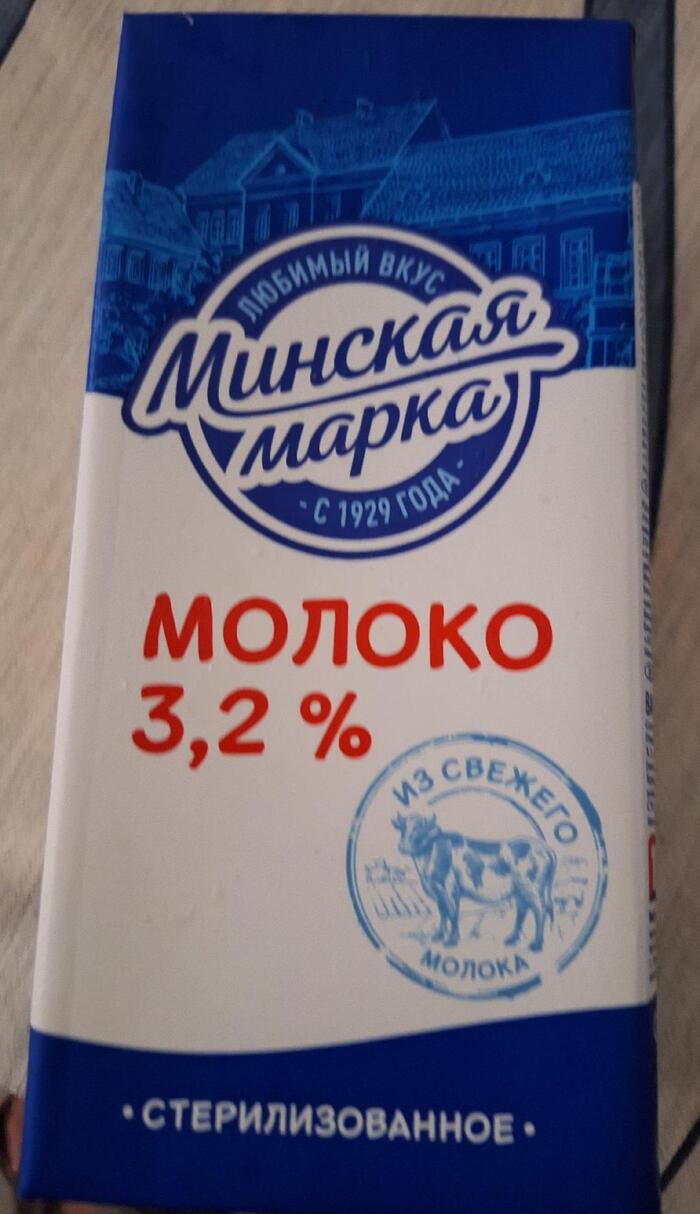 ЛЮБИМЫЙ ВКУС
Минская
марка
- С 1929 ГОДА -
МОЛОКО
3,2 %
ИЗ СВЕЖЕГО
МОЛОКА
• СТЕРИЛИЗОВАННОЕ •